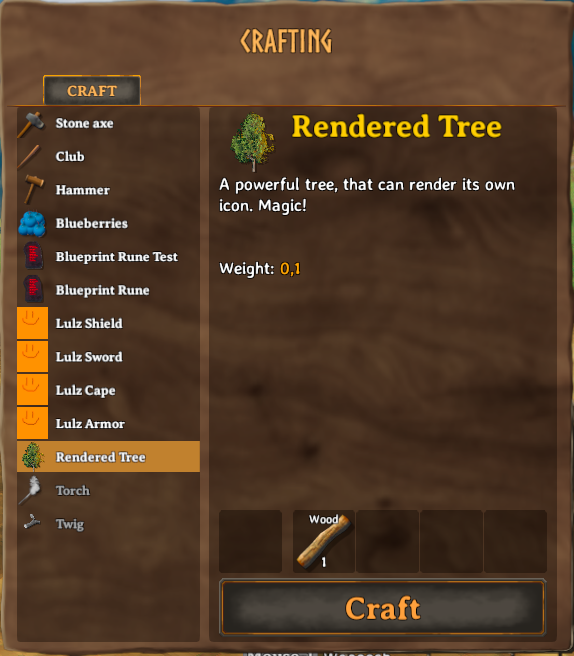 CRAFTING
CRAFT
Stone axe
Club
Hammer
Blueberries
Blueprint Rune Test
Blueprint Rune
Lulz Shield
Lulz Sword
Lulz Cape
Lulz Armor
Rendered Tree
Torch
Twig
Rendered Tree
A powerful tree, that can render its own
icon. Magic!
Weight: 0,1
Wood
1
Craft